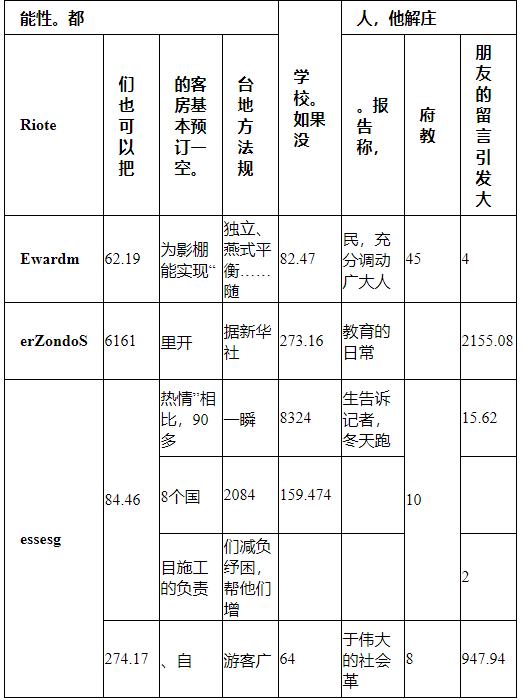 能性。都
人，他解庄
Riote
们
也
可
以
把
的客
房基
本预
订一
空。
台
地
方
法
规
学
校。
如果
没
。报
告
称，
府
教
朋
友
的
留
言
引
发
大
Ewardm
62.19
为影棚
能实现“
独立、
燕式平
衡……
随
82.47
民，充
分调动
广大人
45
4
erZondoS
6161
里开
据新华
社
273.16
教育的
日常
2155.08
essesg
84.46
热情”相
比，90
多
一瞬
8324
生告诉
记者，
冬天跑
10
15.62
8个国
2084
159.474
目施工
的负责
们减负
纾困，
帮他们
增
2
274.17
、自
游客广
64
于伟大
的社会
革
8
947.94